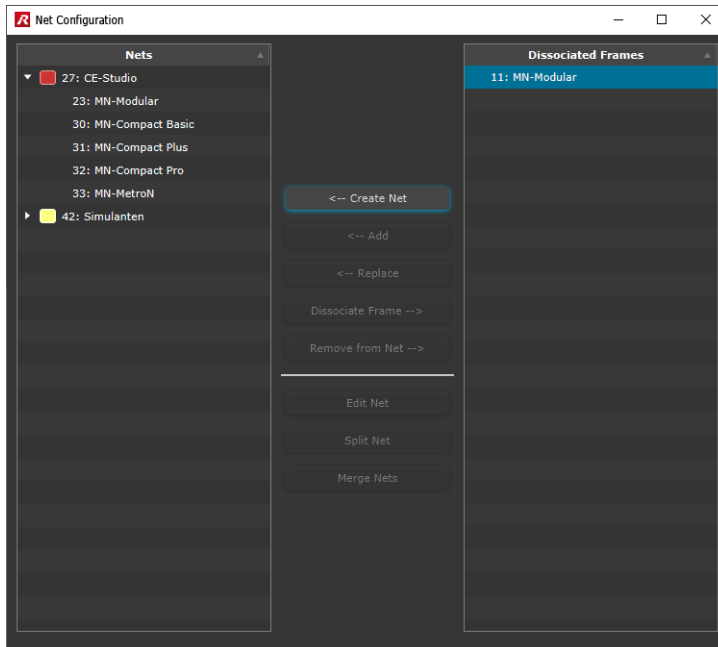 Net Configuration
Nets
27: CE-Studio
23: MN-Modular
30: MN-Compact Basic
31: MN-Compact Plus
32: MN-Compact Pro
33: MN-MetroN
42: Simulanten
<-- Create Net
<-- Add
<-- Replace
Dissociate Frame -->
Remove from Net -->
Edit Net
Split Net
Merge Nets
Dissociated Frames
11: MN-Modular